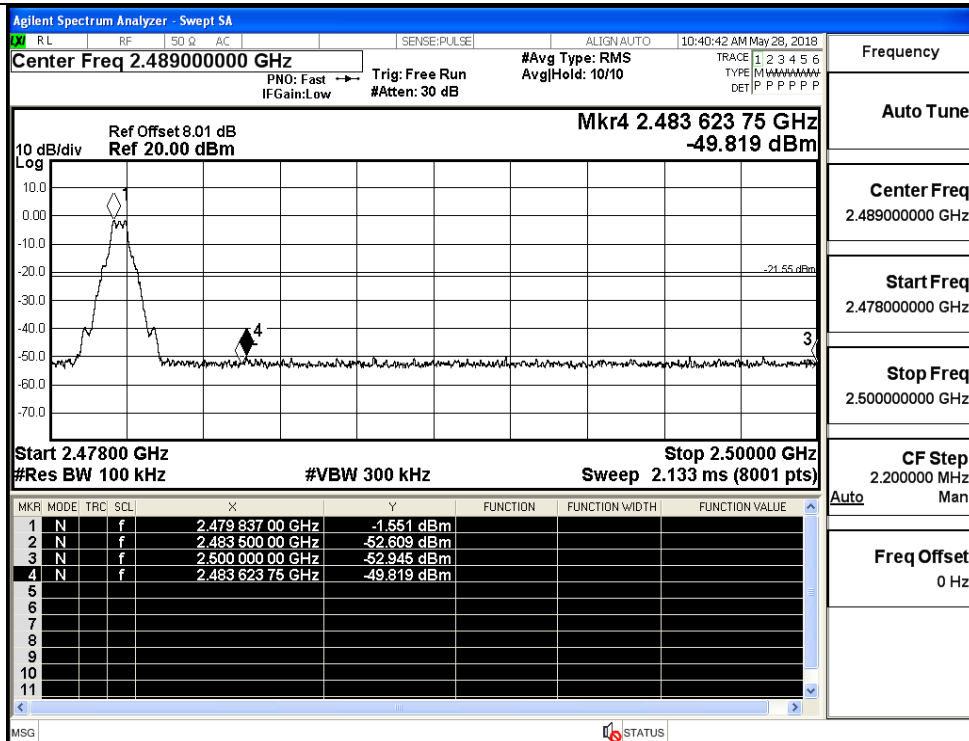 Agilent Spectrum Analyzer - Swept SA
LXI RL RF 50 Ω AC SENSE:PULSE ALIGN AUTO 10:40:42 AM May 28, 2018
Center Freq 2.489000000 GHz
PNO: Fast
IFGain:Low
Trig: Free Run
#Atten: 30 dB
#Avg Type: RMS
Avg|Hold: 10/10
TRACE 1 2 3 4 5 6
TYPE M WWWWW
DET P P P P P P
Mkr4 2.483 623 75 GHz
-49.819 dBm
Ref Offset 8.01 dB
10 dB/div Ref 20.00 dBm
Log
10.0
0.00
-10.0
-20.0
-30.0
-40.0
-50.0
-60.0
-70.0
1
-21.55 dBm
4
3
Start 2.47800 GHz Stop 2.50000 GHz
#Res BW 100 kHz #VBW 300 kHz Sweep 2.133 ms (8001 pts)
MKR MODE TRC SCL X Y FUNCTION FUNCTION WIDTH FUNCTION VALUE
1 N f 2.479 837 00 GHz -1.551 dBm
2 N f 2.483 500 00 GHz -52.609 dBm
3 N f 2.500 000 00 GHz -52.945 dBm
4 N f 2.483 623 75 GHz -49.819 dBm
5
6
7
8
9
10
11
MSG STATUS
Frequency
Auto Tune
Center Freq
2.489000000 GHz
Start Freq
2.478000000 GHz
Stop Freq
2.500000000 GHz
CF Step
2.200000 MHz
Auto Man
Freq Offset
0 Hz